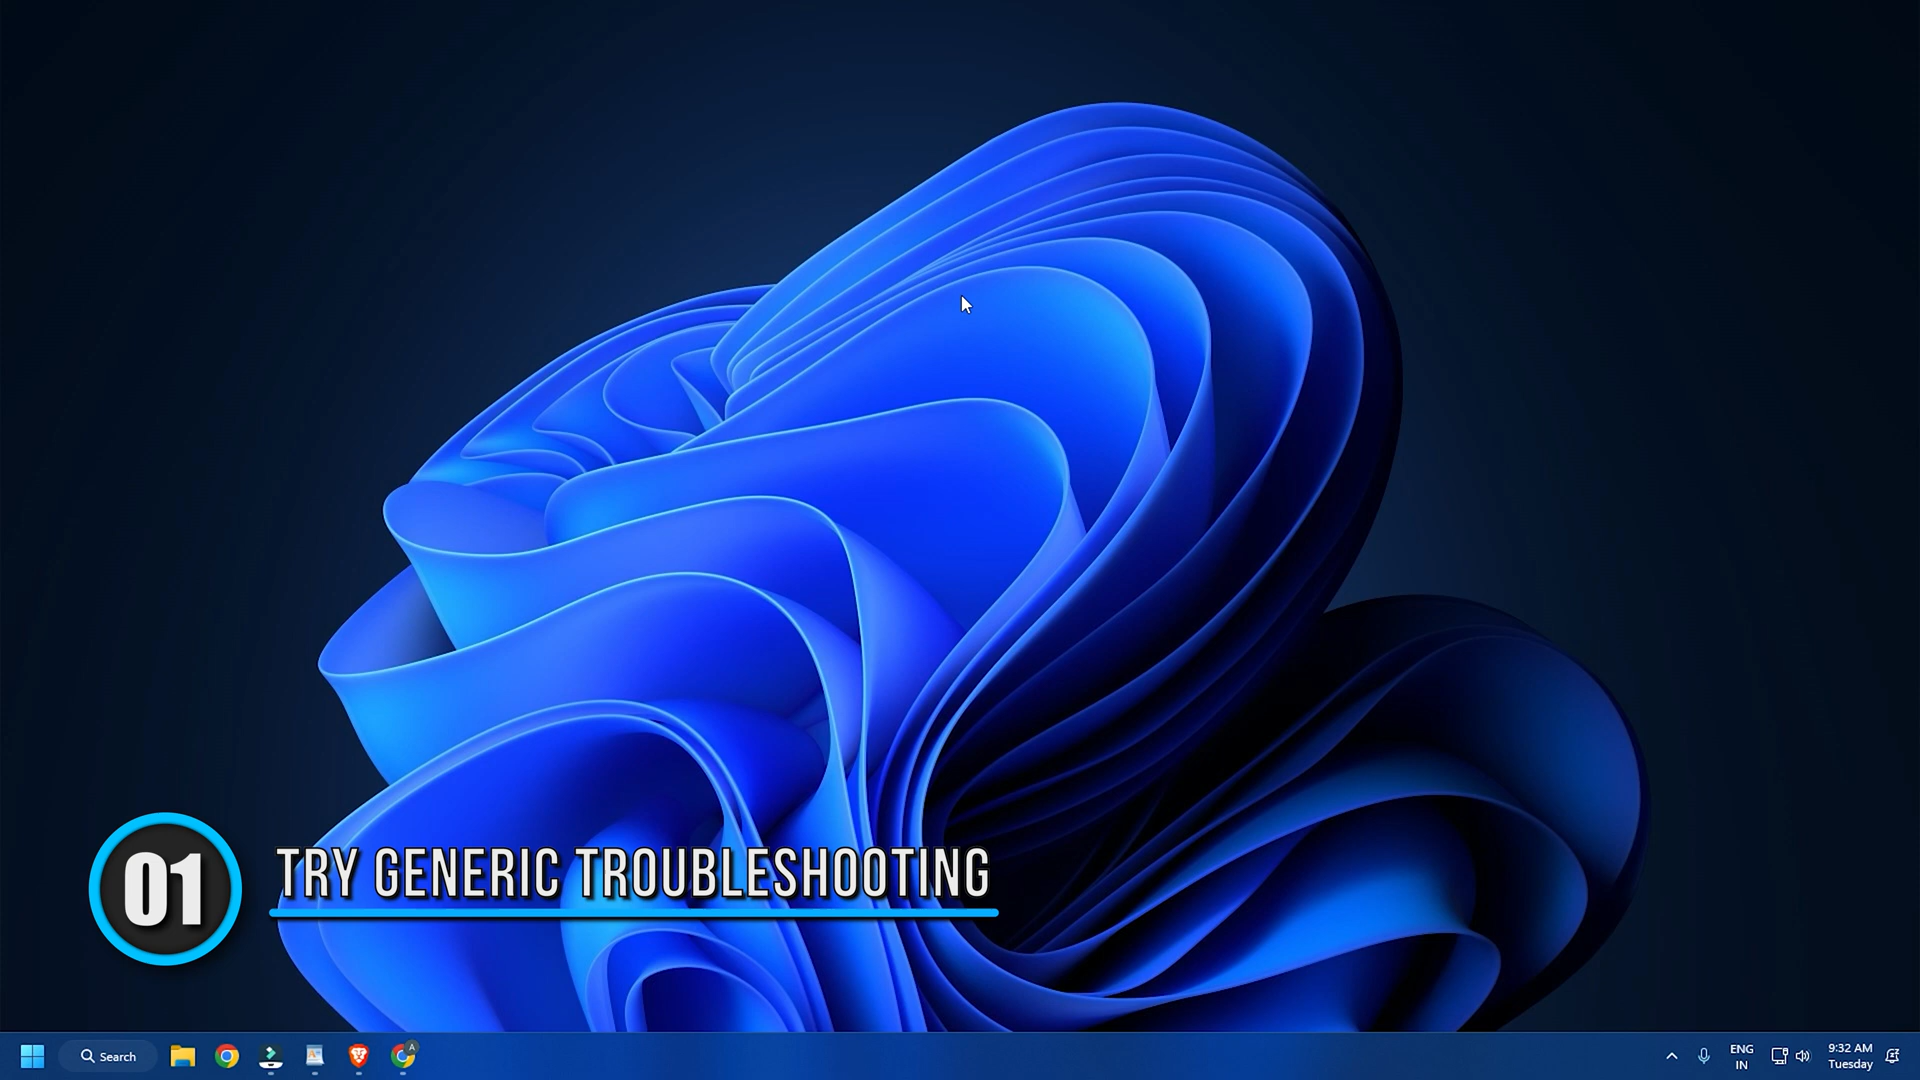 01
TRY GENERIC TROUBLESHOOTING
Search
A
ENG
IN
9:32 AM
Tuesday